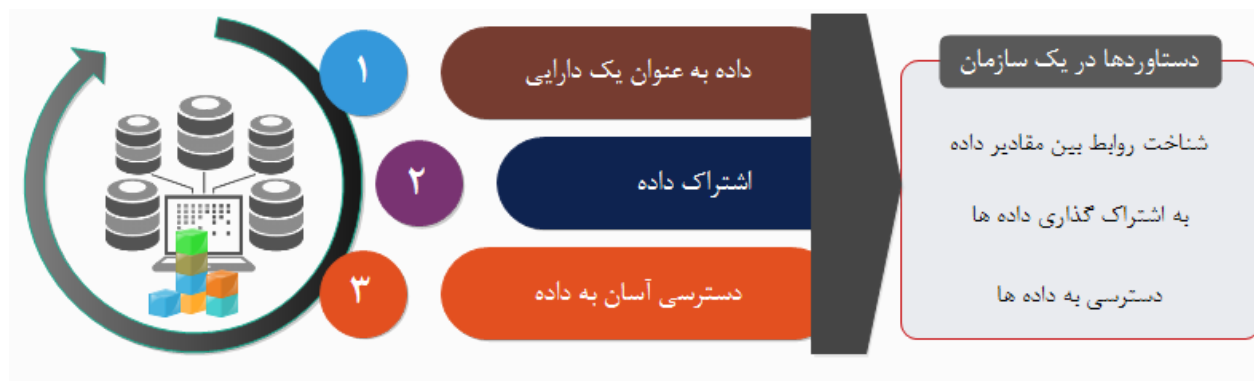 ۱
داده به عنوان یک دارایی
۲
اشتراک داده
۳
دسترسی آسان به داده
دستاوردها در یک سازمان
شناخت روابط بین مقادیر داده
به اشتراک گذاری داده ها
دسترسی به داده ها